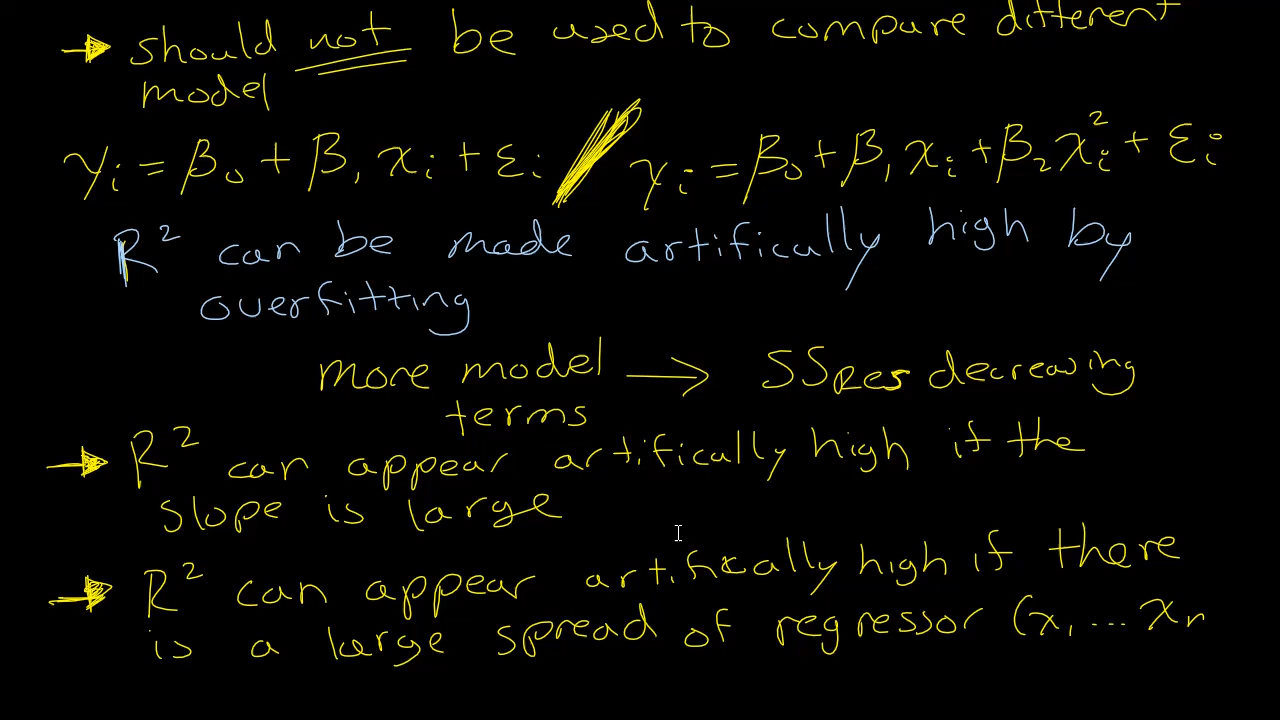 → should not be used to compare different
model
γi = β0 + β1 xi + εi / γi = β0 + β1 xi + β2 xi² + εi
R² can be made artifically high by
overfitting
more model → SSRes decreasing
terms
→ R² can appear artifically high if the
slope is large
→ R² can appear artifically high if there
is a large spread of regressor (x1 ... xn